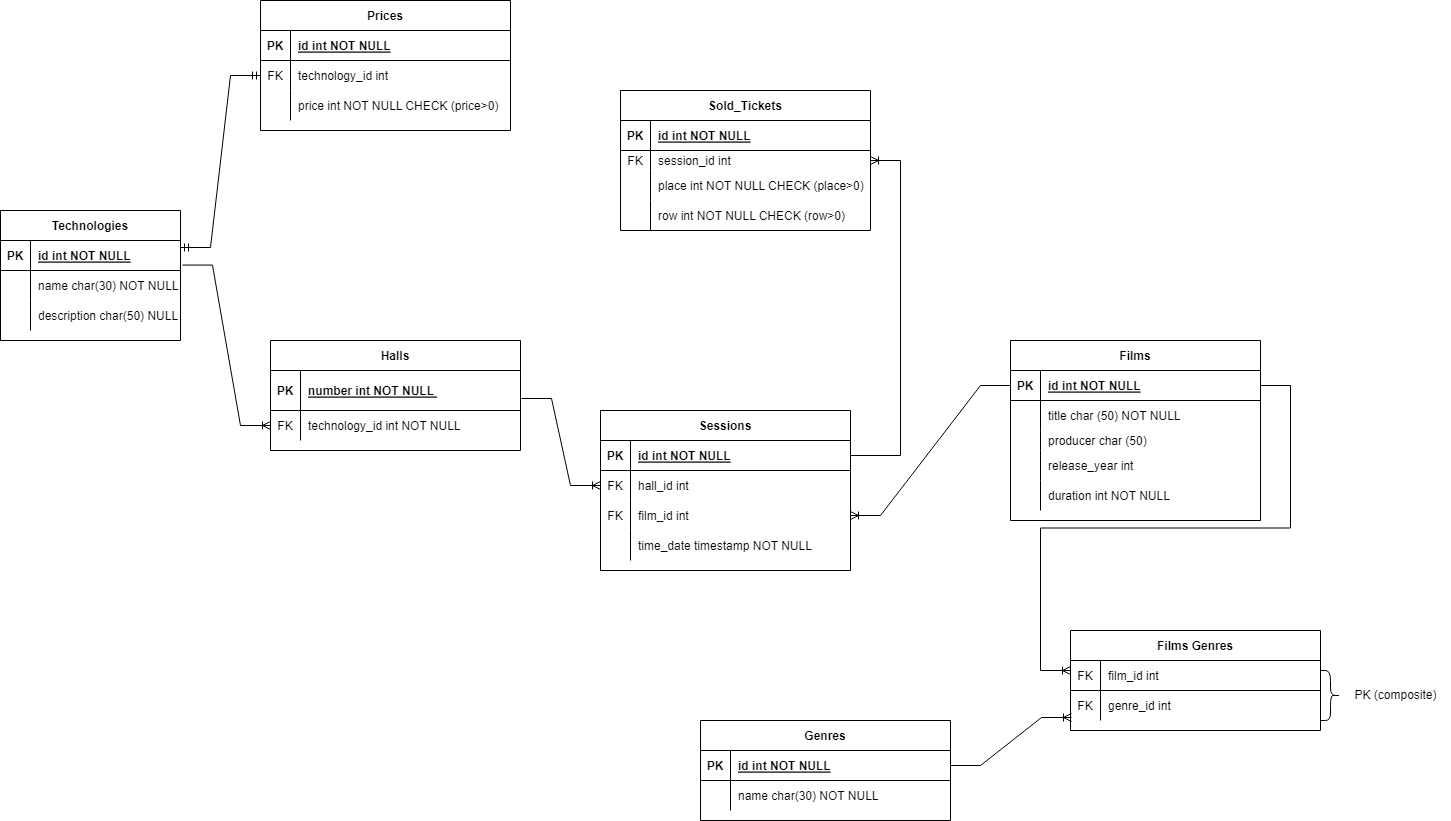 Prices
PK id int NOT NULL
FK technology_id int
price int NOT NULL CHECK (price>0)
Sold_Tickets
PK id int NOT NULL
FK session_id int
place int NOT NULL CHECK (place>0)
row int NOT NULL CHECK (row>0)
Technologies
PK id int NOT NULL
name char(30) NOT NULL
description char(50) NULL
Halls
PK number int NOT NULL
FK technology_id int NOT NULL
Films
PK id int NOT NULL
title char (50) NOT NULL
producer char (50)
release_year int
duration int NOT NULL
Sessions
PK id int NOT NULL
FK hall_id int
FK film_id int
time_date timestamp NOT NULL
Films Genres
FK film_id int
FK genre_id int
PK (composite)
Genres
PK id int NOT NULL
name char(30) NOT NULL